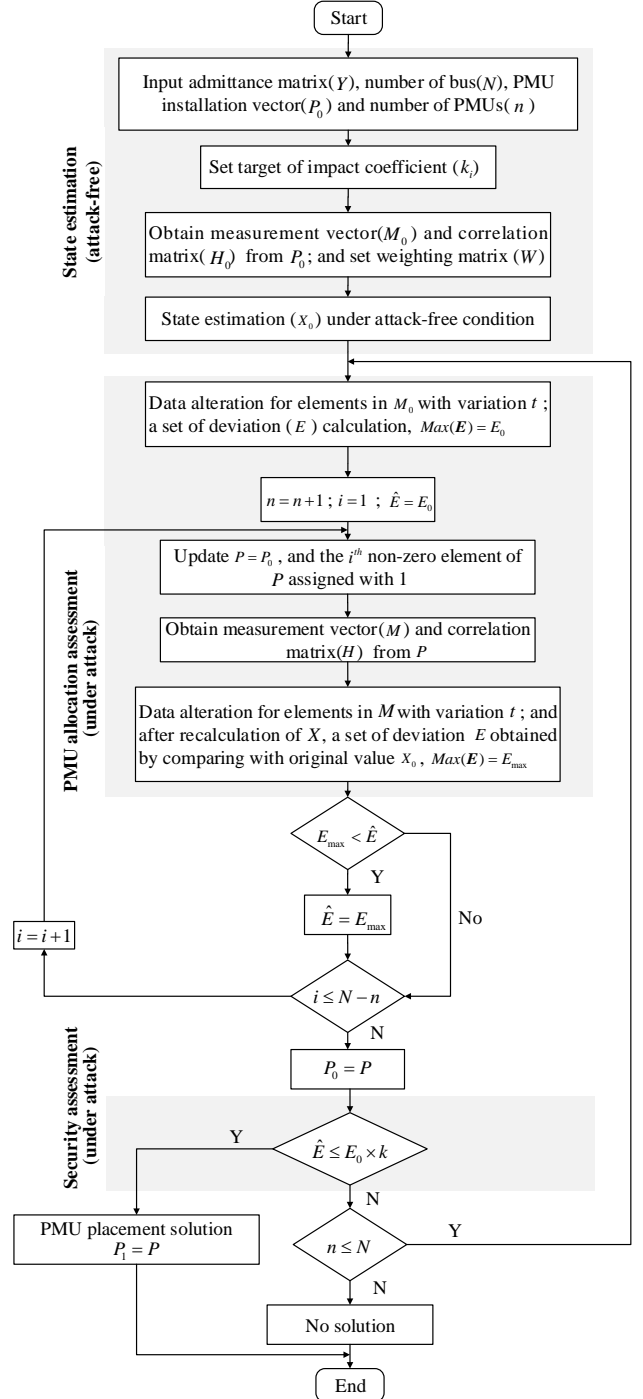 Start
State estimation
(attack-free)
Input admittance matrix(Y), number of bus(N), PMU
installation vector(P₀) and number of PMUs(n)
Set target of impact coefficient (kᵢ)
Obtain measurement vector(M₀) and correlation
matrix(H₀) from P₀; and set weighting matrix (W)
State estimation (X₀) under attack-free condition
PMU allocation assessment
(under attack)
Data alteration for elements in M₀ with variation t ;
a set of deviation (E) calculation, Max(E) = E₀
n = n+1 ; i = 1 ; Ê = E₀
Update P = P₀ , and the iᵗʰ non-zero element of
P assigned with 1
Obtain measurement vector(M) and correlation
matrix(H) from P
Data alteration for elements in M with variation t ; and
after recalculation of X, a set of deviation E obtained
by comparing with original value X₀ , Max(E) = Emax
Emax < Ê
Y
No
Ê = Emax
i = i+1
i ≤ N − n
N
P₀ = P
Security assessment
(under attack)
Y
Ê ≤ E₀ × k
N
PMU placement solution
P₁ = P
n ≤ N
Y
N
No solution
End